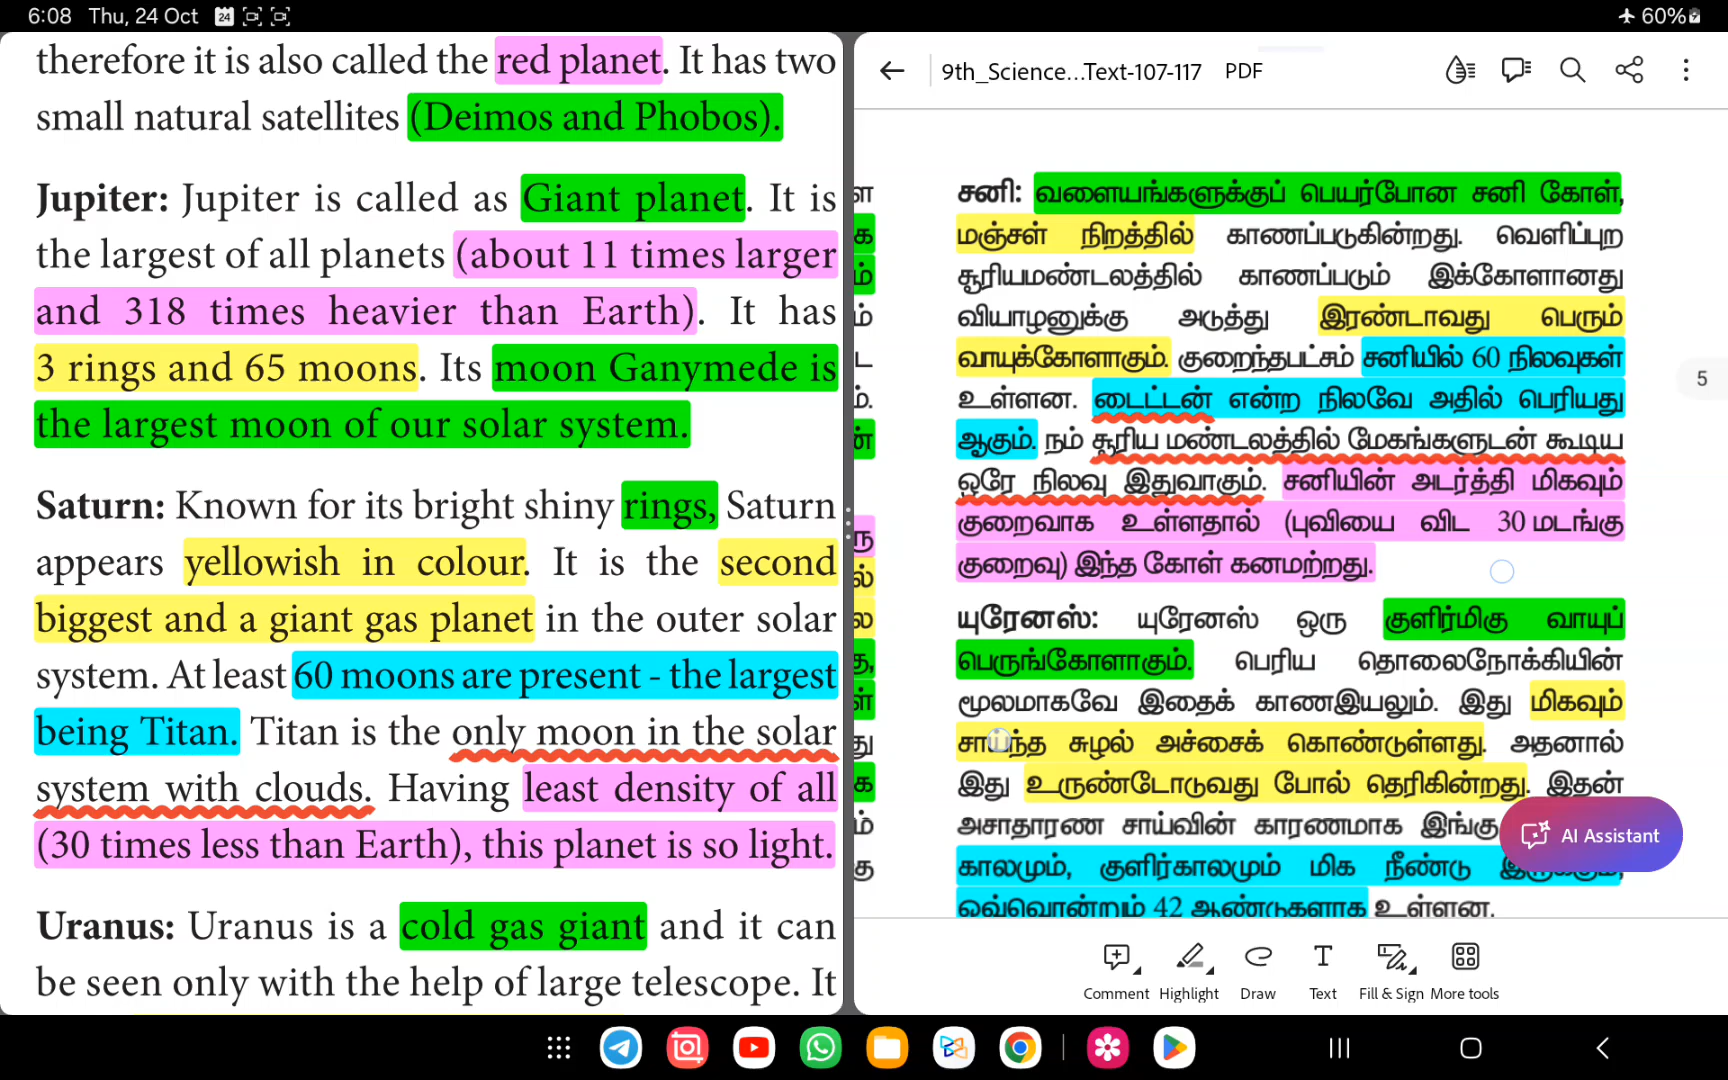 6:08 Thu, 24 Oct 24
60%
therefore it is also called the red planet. It has two
small natural satellites (Deimos and Phobos).
Jupiter: Jupiter is called as Giant planet. It is
the largest of all planets (about 11 times larger
and 318 times heavier than Earth). It has
3 rings and 65 moons. Its moon Ganymede is
the largest moon of our solar system.
Saturn: Known for its bright shiny rings, Saturn
appears yellowish in colour. It is the second
biggest and a giant gas planet in the outer solar
system. At least 60 moons are present - the largest
being Titan. Titan is the only moon in the solar
system with clouds. Having least density of all
(30 times less than Earth), this planet is so light.
Uranus: Uranus is a cold gas giant and it can
be seen only with the help of large telescope. It
9th_Science...Text-107-117 PDF
சனி: வளையங்களுக்குப் பெயர்போன சனி கோள்,
மஞ்சள் நிறத்தில் காணப்படுகின்றது. வெளிப்புற
சூரியமண்டலத்தில் காணப்படும் இக்கோளானது
வியாழனுக்கு அடுத்து இரண்டாவது பெரும்
வாயுக்கோளாகும். குறைந்தபட்சம் சனியில் 60 நிலவுகள்
உள்ளன. டைட்டன் என்ற நிலவே அதில் பெரியது
ஆகும். நம் சூரிய மண்டலத்தில் மேகங்களுடன் கூடிய
ஒரே நிலவு இதுவாகும். சனியின் அடர்த்தி மிகவும்
குறைவாக உள்ளதால் (புவியை விட 30 மடங்கு
குறைவு) இந்த கோள் கனமற்றது.
யுரேனஸ்: யுரேனஸ் ஒரு குளிர்மிகு வாயுப்
பெருங்கோளாகும். பெரிய தொலைநோக்கியின்
மூலமாகவே இதைக் காணஇயலும். இது மிகவும்
சாய்ந்த சுழல் அச்சைக் கொண்டுள்ளது. அதனால்
இது உருண்டோடுவது போல் தெரிகின்றது. இதன்
அசாதாரண சாய்வின் காரணமாக இங்கு
காலமும், குளிர்காலமும் மிக நீண்டு
ஒவ்வொன்றும் 42 ஆண்டுகளாக உள்ளன.
5
AI Assistant
Comment Highlight Draw Text Fill & Sign More tools